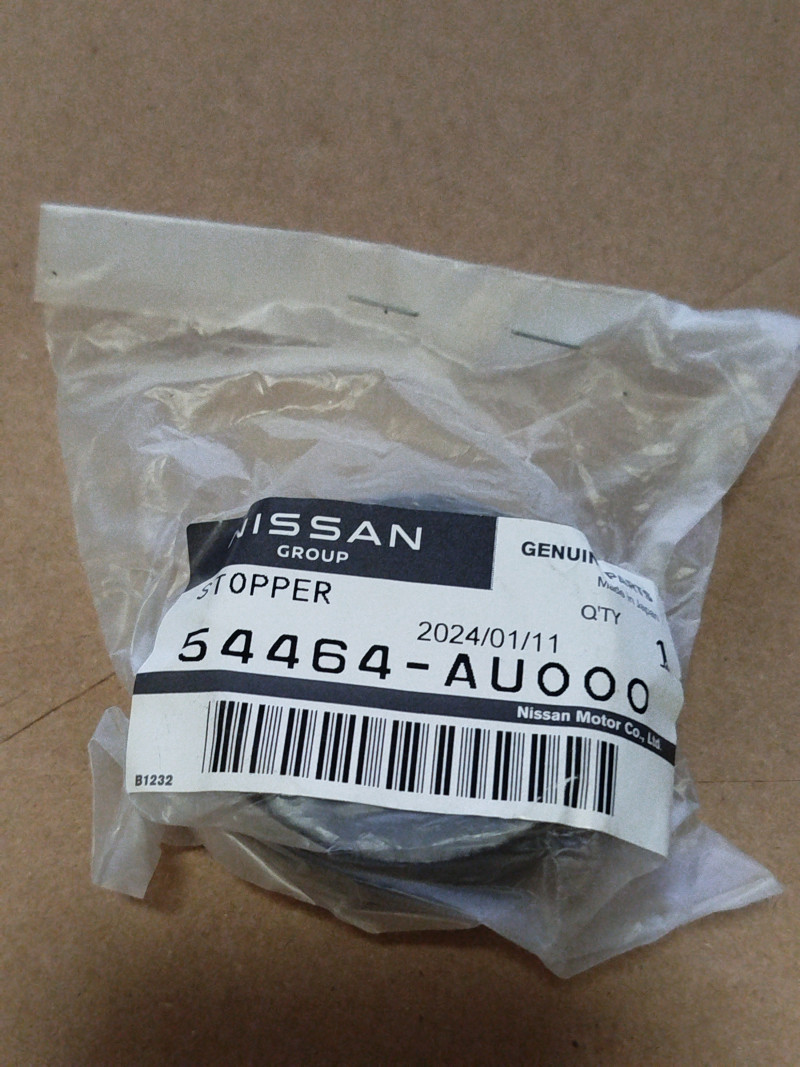 NISSAN
GROUP
GENUINE PARTS
Made in Japan
STOPPER
Q'TY
2024/01/11
1
54464-AU000
Nissan Motor Co., Ltd.
B1232